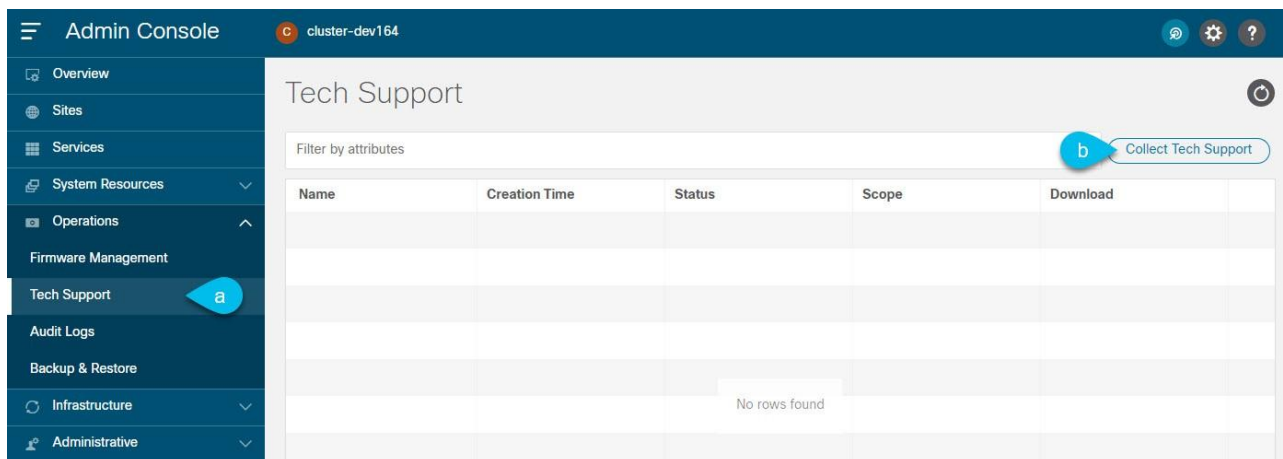 Admin Console
C cluster-dev164
?
Overview
Sites
Services
System Resources
Operations
Firmware Management
Tech Support
a
Audit Logs
Backup & Restore
Infrastructure
Administrative
Tech Support
Filter by attributes
b
Collect Tech Support
Name Creation Time Status Scope Download
No rows found